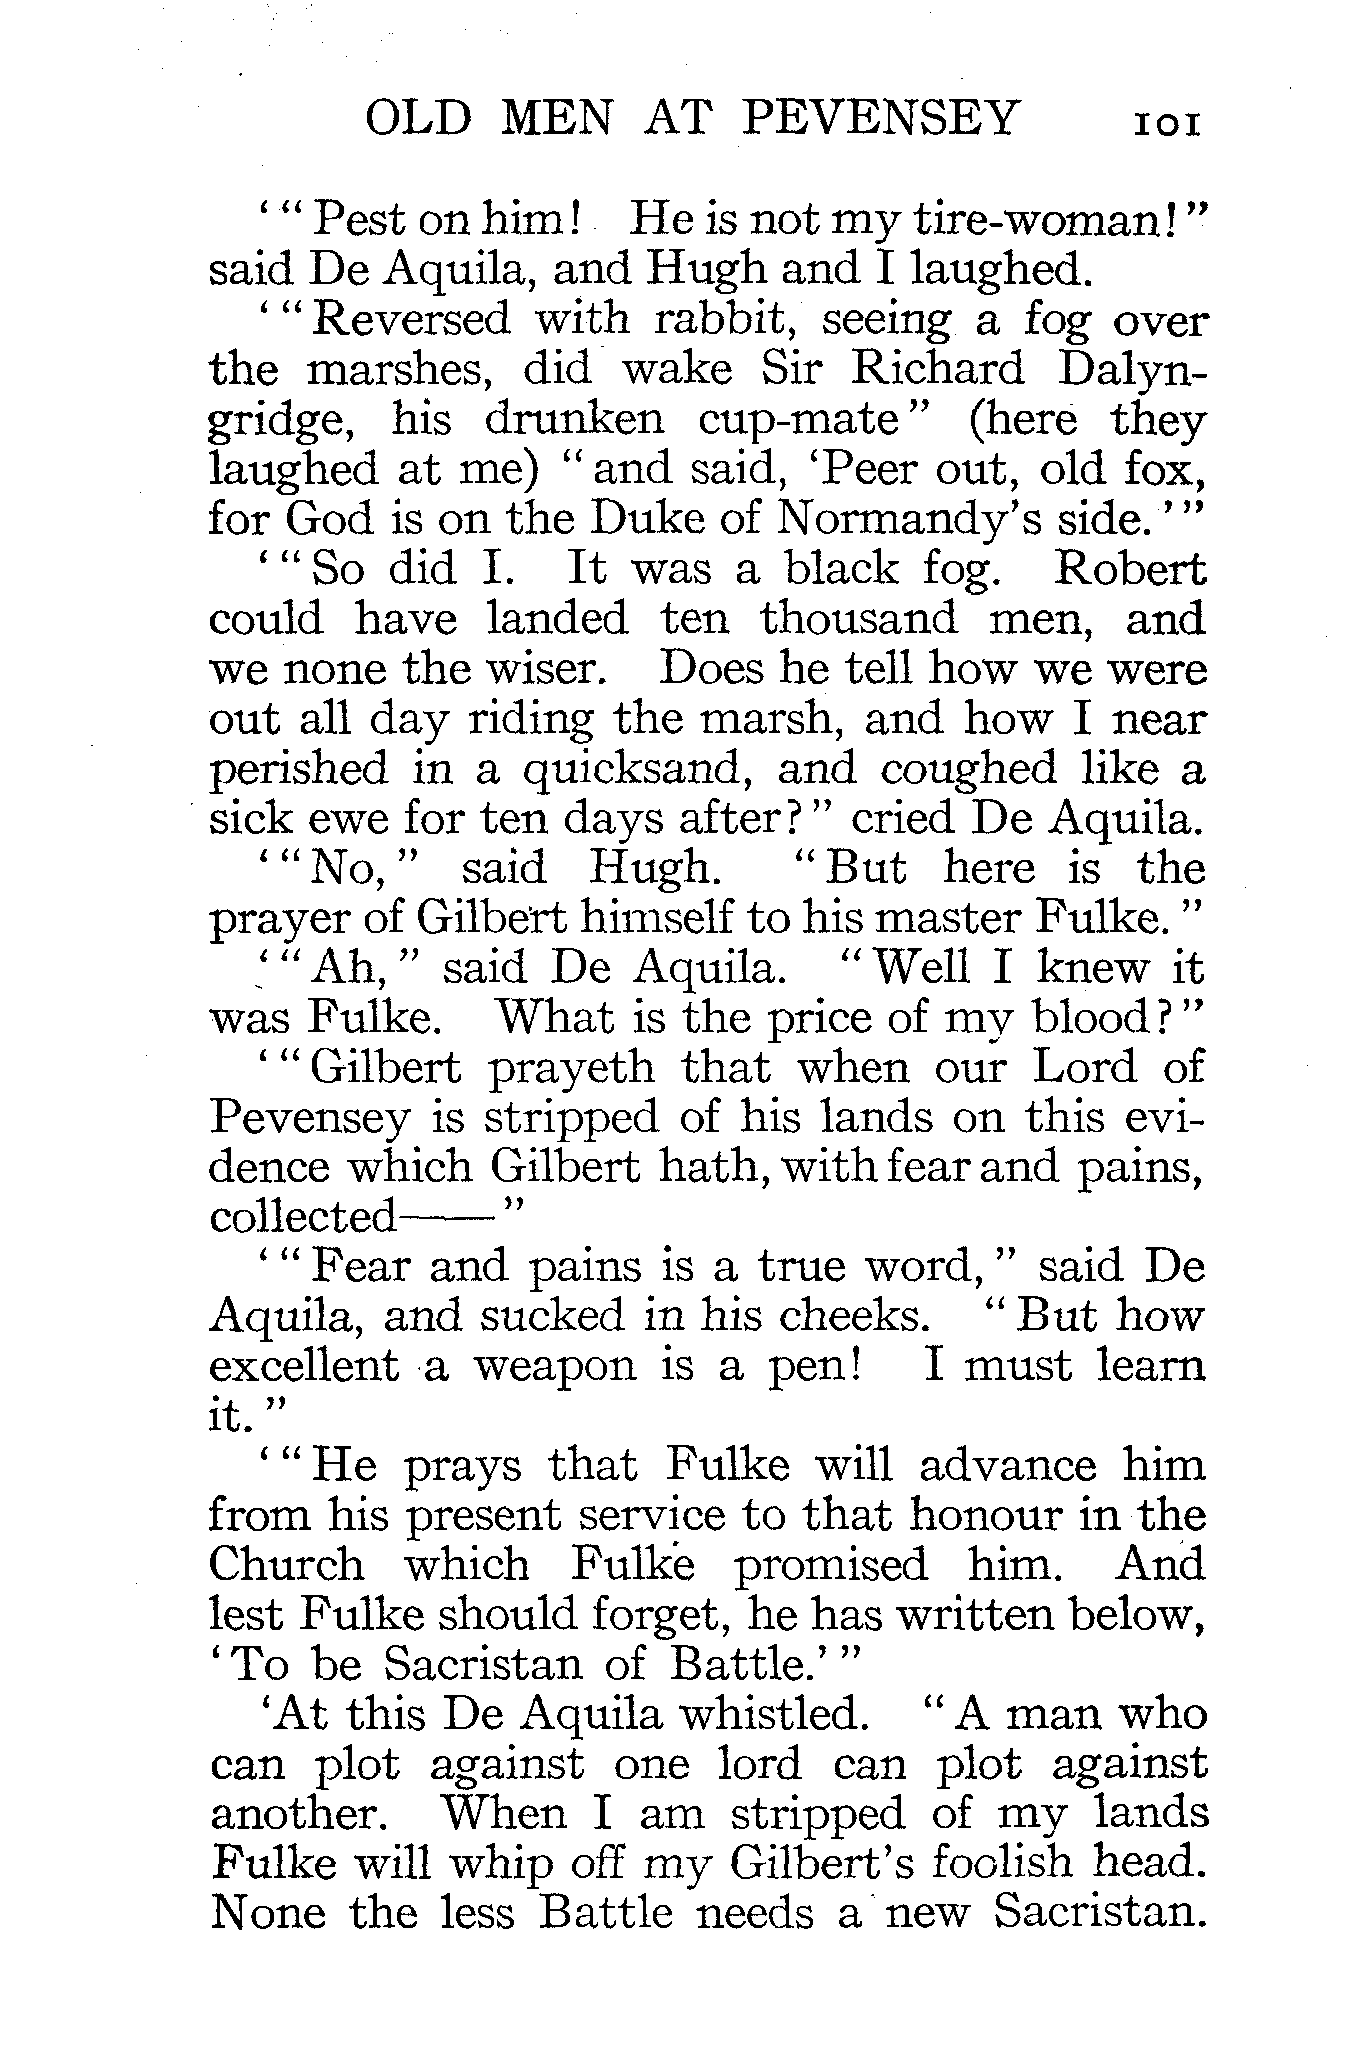 OLD MEN AT PEVENSEY 101
‘ “ Pest on him! He is not my tire-woman! ”
said De Aquila, and Hugh and I laughed.
‘ “ Reversed with rabbit, seeing a fog over
the marshes, did wake Sir Richard Dalyn-
gridge, his drunken cup-mate ” (here they
laughed at me) “ and said, ‘Peer out, old fox,
for God is on the Duke of Normandy’s side. ’ ”
‘ “ So did I. It was a black fog. Robert
could have landed ten thousand men, and
we none the wiser. Does he tell how we were
out all day riding the marsh, and how I near
perished in a quicksand, and coughed like a
sick ewe for ten days after? ” cried De Aquila.
‘ “ No, ” said Hugh. “ But here is the
prayer of Gilbert himself to his master Fulke. ”
‘ “ Ah, ” said De Aquila. “ Well I knew it
was Fulke. What is the price of my blood? ”
‘ “ Gilbert prayeth that when our Lord of
Pevensey is stripped of his lands on this evi-
dence which Gilbert hath, with fear and pains,
collected—— ”
‘ “ Fear and pains is a true word, ” said De
Aquila, and sucked in his cheeks. “ But how
excellent a weapon is a pen! I must learn
it. ”
‘ “ He prays that Fulke will advance him
from his present service to that honour in the
Church which Fulke promised him. And
lest Fulke should forget, he has written below,
‘ To be Sacristan of Battle.’ ”
‘At this De Aquila whistled. “ A man who
can plot against one lord can plot against
another. When I am stripped of my lands
Fulke will whip off my Gilbert’s foolish head.
None the less Battle needs a new Sacristan.